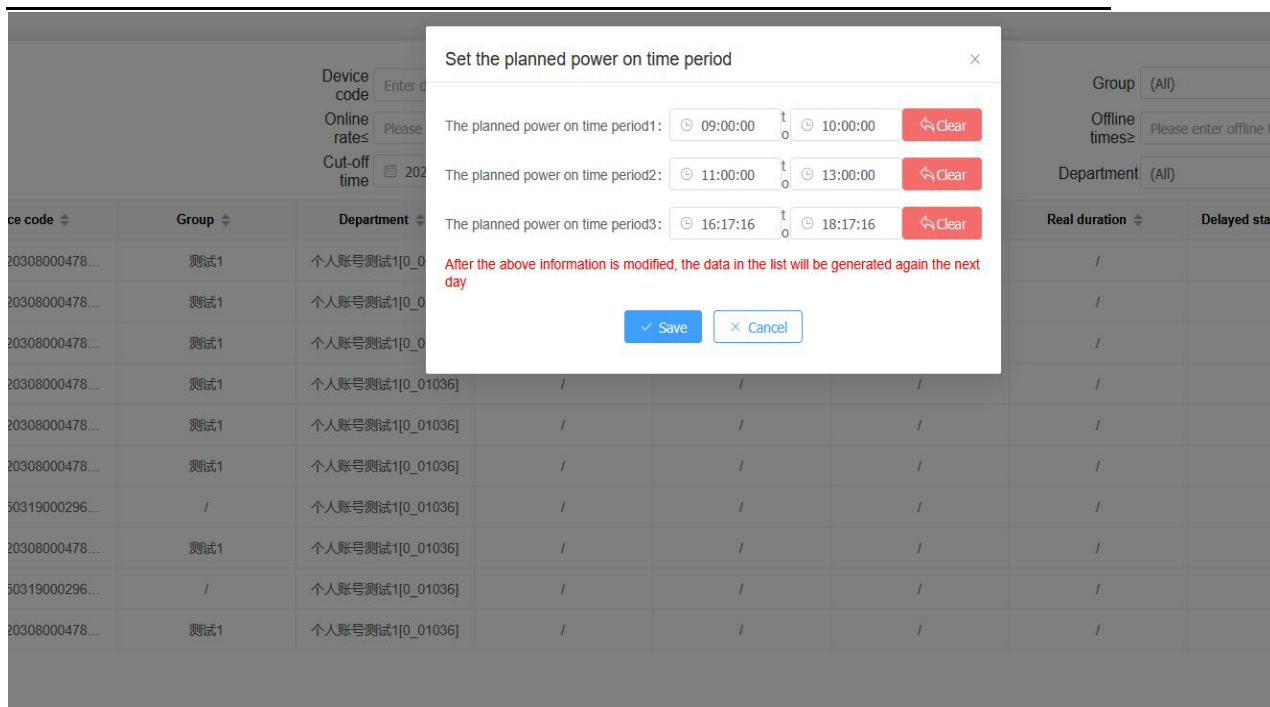 Set the planned power on time period
Device code
Enter d
Group
(All)
Online rate≤
Please
Offline times≥
Please enter offline t
Cut-off time
202
Department
(All)
The planned power on time period1:
09:00:00
to
10:00:00
Clear
The planned power on time period2:
11:00:00
to
13:00:00
Clear
The planned power on time period3:
16:17:16
to
18:17:16
Clear
After the above information is modified, the data in the list will be generated again the next
day
Save
Cancel
ce code
Group
Department
Real duration
Delayed sta
20308000478... 测试1 个人账号测试1[0_0 /
20308000478... 测试1 个人账号测试1[0_0 /
20308000478... 测试1 个人账号测试1[0_0 /
20308000478... 测试1 个人账号测试1[0_01036] / / / /
20308000478... 测试1 个人账号测试1[0_01036] / / / /
20308000478... 测试1 个人账号测试1[0_01036] / / / /
50319000296... / 个人账号测试1[0_01036] / / / /
20308000478... 测试1 个人账号测试1[0_01036] / / / /
50319000296... / 个人账号测试1[0_01036] / / / /
20308000478... 测试1 个人账号测试1[0_01036] / / / /